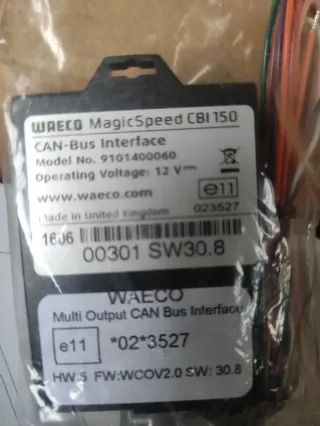 WAECO MagicSpeed CBI 150
CAN-Bus Interface
Model No. 9101400060
Operating Voltage: 12 V
www.waeco.com
e11
Made in United Kingdom
023527
1606
00301 SW30.8
WAECO
Multi Output CAN Bus Interface
e11 *02*3527
HW.5 FW:WCOV2.0 SW: 30.8